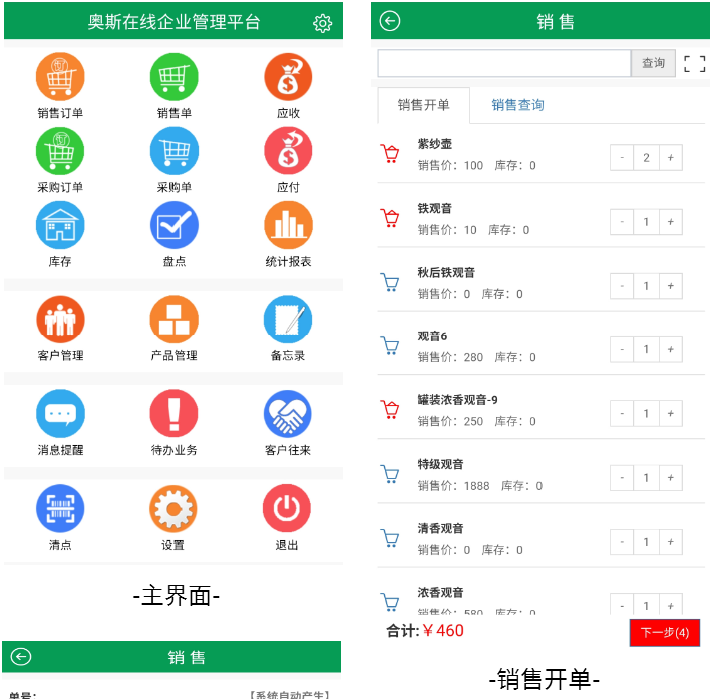 奥斯在线企业管理平台
销售订单 销售单 应收
采购订单 采购单 应付
库存 盘点 统计报表
客户管理 产品管理 备忘录
消息提醒 待办业务 客户往来
清点 设置 退出
-主界面-
销 售
单号: 【系统自动产生】
销 售
查询
销售开单 销售查询
紫纱壶
销售价: 100 库存: 0 - 2 +
铁观音
销售价: 10 库存: 0 - 1 +
秋后铁观音
销售价: 0 库存: 0 - 1 +
观音6
销售价: 280 库存: 0 - 1 +
罐装浓香观音-9
销售价: 250 库存: 0 - 1 +
特级观音
销售价: 1888 库存: 0 - 1 +
清香观音
销售价: 0 库存: 0 - 1 +
浓香观音
销售价: 580 库存: 0 - 1 +
合计:￥460 下一步(4)
-销售开单-